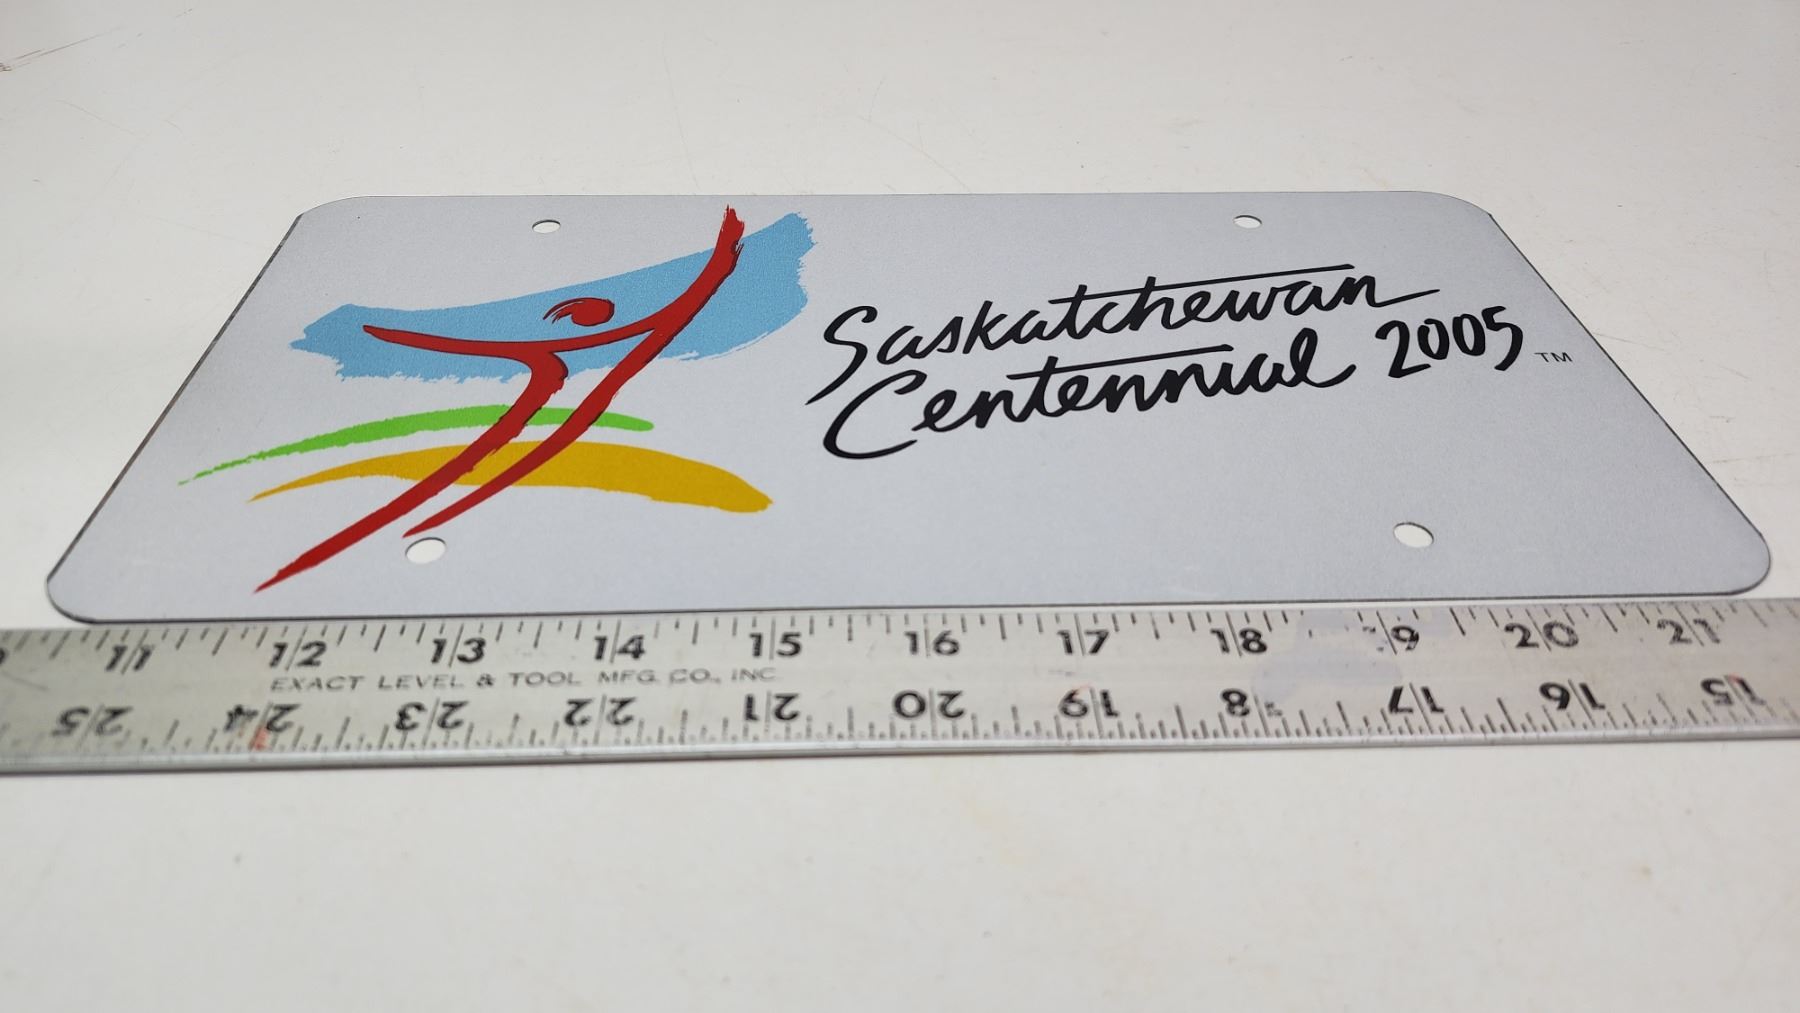 Saskatchewan
Centennial 2005 ™
11 12 13 14 15 16 17 18 9 20 21
EXACT LEVEL & TOOL MFG. CO., INC
25 24 23 22 21 20 19 18 17 16 15